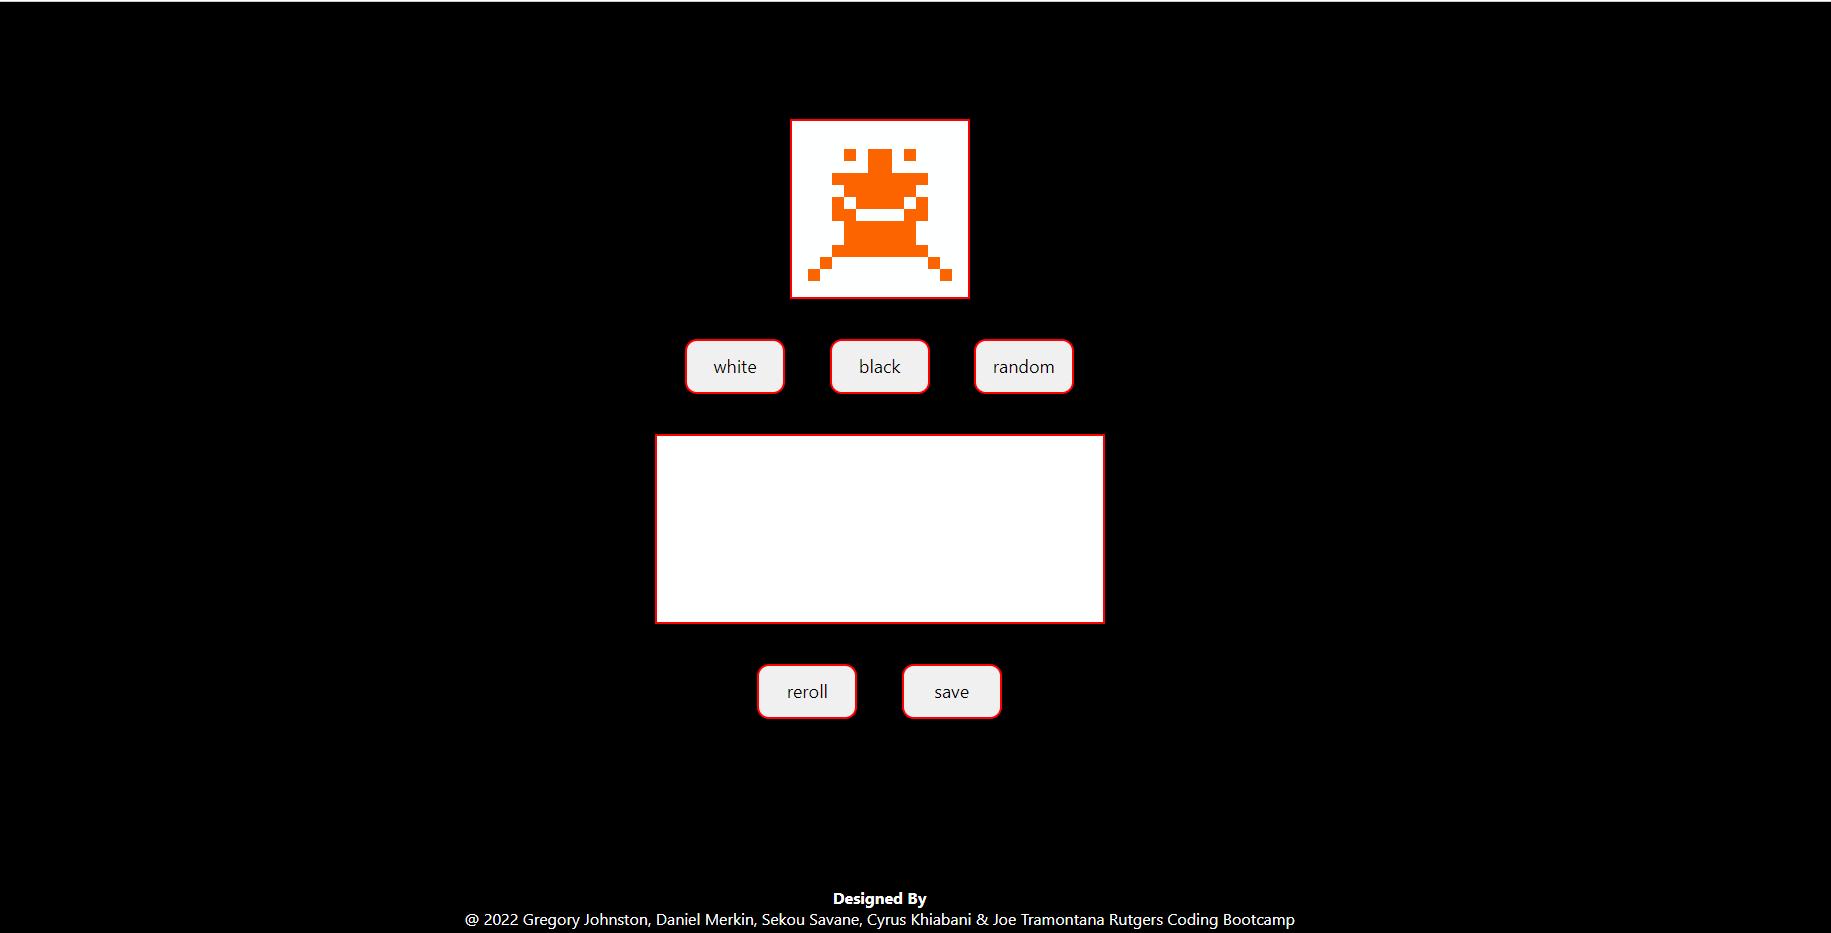 white
black
random
reroll
save
Designed By
@ 2022 Gregory Johnston, Daniel Merkin, Sekou Savane, Cyrus Khiabani & Joe Tramontana Rutgers Coding Bootcamp